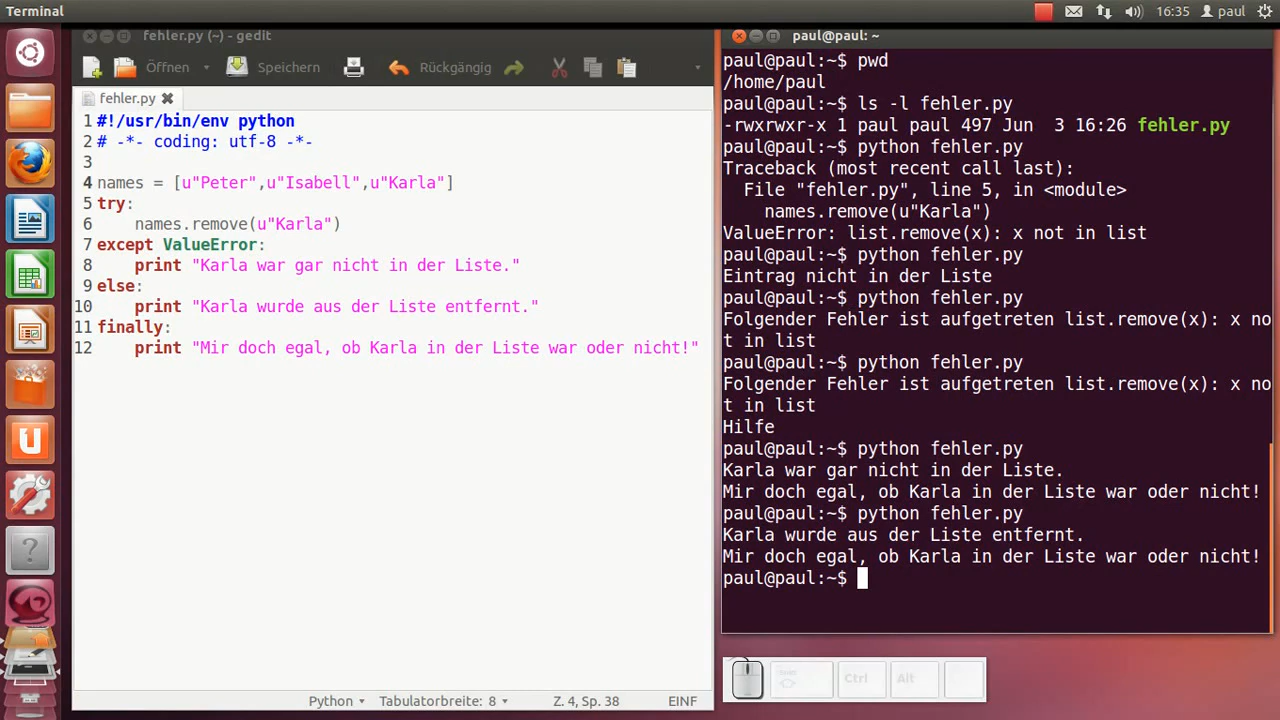 Terminal
16:35 paul
fehler.py (~) - gedit
Öffnen Speichern Rückgängig
fehler.py
1 #!/usr/bin/env python
2 # -*- coding: utf-8 -*-
3
4 names = [u"Peter",u"Isabell",u"Karla"]
5 try:
6     names.remove(u"Karla")
7 except ValueError:
8     print "Karla war gar nicht in der Liste."
9 else:
10     print "Karla wurde aus der Liste entfernt."
11 finally:
12     print "Mir doch egal, ob Karla in der Liste war oder nicht!"
Python Tabulatorbreite: 8 Z. 4, Sp. 38 EINF
paul@paul: ~
paul@paul:~$ pwd
/home/paul
paul@paul:~$ ls -l fehler.py
-rwxrwxr-x 1 paul paul 497 Jun  3 16:26 fehler.py
paul@paul:~$ python fehler.py
Traceback (most recent call last):
  File "fehler.py", line 5, in <module>
    names.remove(u"Karla")
ValueError: list.remove(x): x not in list
paul@paul:~$ python fehler.py
Eintrag nicht in der Liste
paul@paul:~$ python fehler.py
Folgender Fehler ist aufgetreten list.remove(x): x no
t in list
paul@paul:~$ python fehler.py
Folgender Fehler ist aufgetreten list.remove(x): x no
t in list
Hilfe
paul@paul:~$ python fehler.py
Karla war gar nicht in der Liste.
Mir doch egal, ob Karla in der Liste war oder nicht!
paul@paul:~$ python fehler.py
Karla wurde aus der Liste entfernt.
Mir doch egal, ob Karla in der Liste war oder nicht!
paul@paul:~$
Ctrl Alt